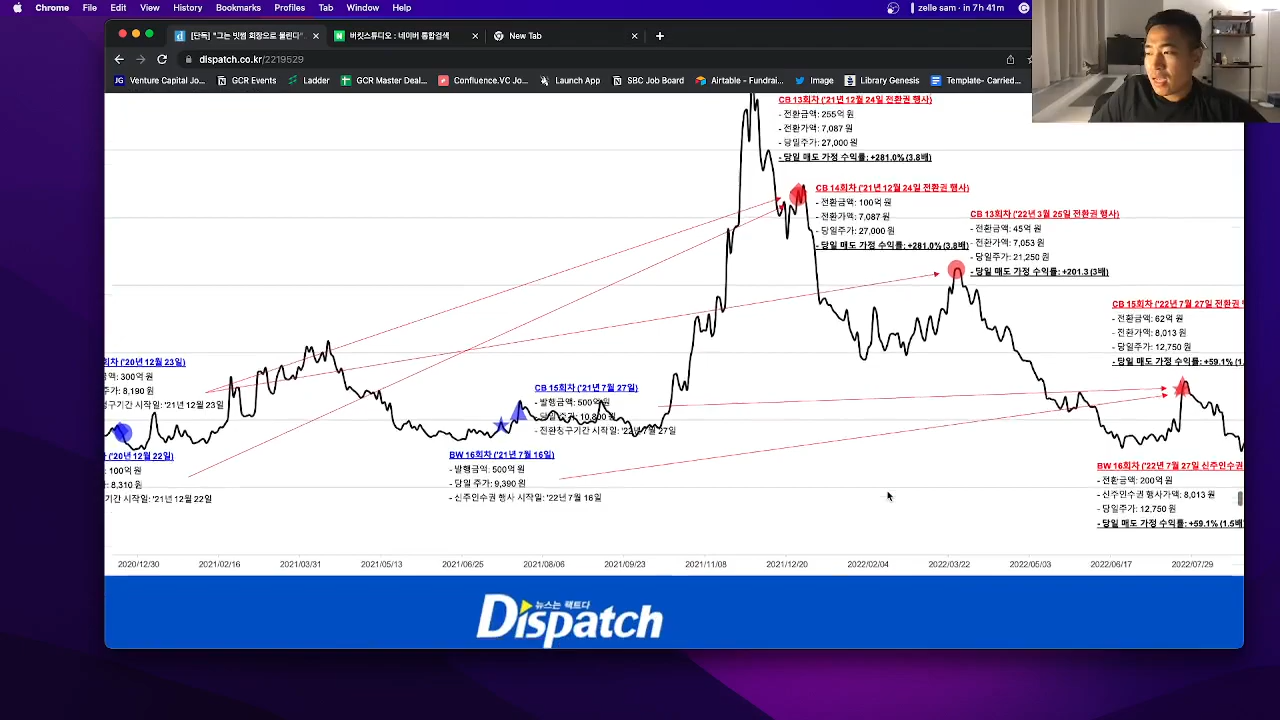 Chrome File Edit View History Bookmarks Profiles Tab Window Help
zelle sam · in 7h 41m
[단독] "그는 빗썸 회장으로 불린다"
버킷스튜디오 : 네이버 통합검색
New Tab
dispatch.co.kr/2219529
Venture Capital Jo...
GCR Events
Ladder
GCR Master Deal...
Confluence.VC Jo...
Launch App
SBC Job Board
Airtable - Fundrai...
Image
Library Genesis
Template- Carried...
CB 13회차 ('21년 12월 24일 전환권 행사)
- 전환금액: 255억 원
- 전환가액: 7,087 원
- 당일주가: 27,000 원
- 당일 매도 가정 수익률: +281.0% (3.8배)
CB 14회차 ('21년 12월 24일 전환권 행사)
- 전환금액: 100억 원
- 전환가액: 7,087 원
- 당일주가: 27,000 원
- 당일 매도 가정 수익률: +281.0% (3.8배)
CB 13회차 ('22년 3월 25일 전환권 행사)
- 전환금액: 45억 원
- 전환가액: 7,053 원
- 당일주가: 21,250 원
- 당일 매도 가정 수익률: +201.3 (3배)
CB 15회차 ('22년 7월 27일 전환권
- 전환금액: 62억 원
- 전환가액: 8,013 원
- 당일주가: 12,750 원
- 당일 매도 가정 수익률: +59.1% (1.
회차 ('20년 12월 23일)
액: 300억 원
주가: 8,190 원
청구기간 시작일: '21년 12월 23일
CB 15회차 ('21년 7월 27일)
- 발행금액: 500억 원
- 당일 주가: 10,800 원
- 전환청구기간 시작일: '22년 7월 27일
차 ('20년 12월 22일)
100억 원
8,310 원
기간 시작일: '21년 12월 22일
BW 16회차 ('21년 7월 16일)
- 발행금액: 500억 원
- 당일 주가: 9,390 원
- 신주인수권 행사 시작일: '22년 7월 16일
BW 16회차 ('22년 7월 27일 신주인수권
- 전환금액: 200억 원
- 신주인수권 행사가액: 8,013 원
- 당일주가: 12,750 원
- 당일 매도 가정 수익률: +59.1% (1.5배
2020/12/30 2021/02/16 2021/03/31 2021/05/13 2021/06/25 2021/08/06 2021/09/23 2021/11/08 2021/12/20 2022/02/04 2022/03/22 2022/05/03 2022/06/17 2022/07/29
뉴스는 팩트다
Dispatch